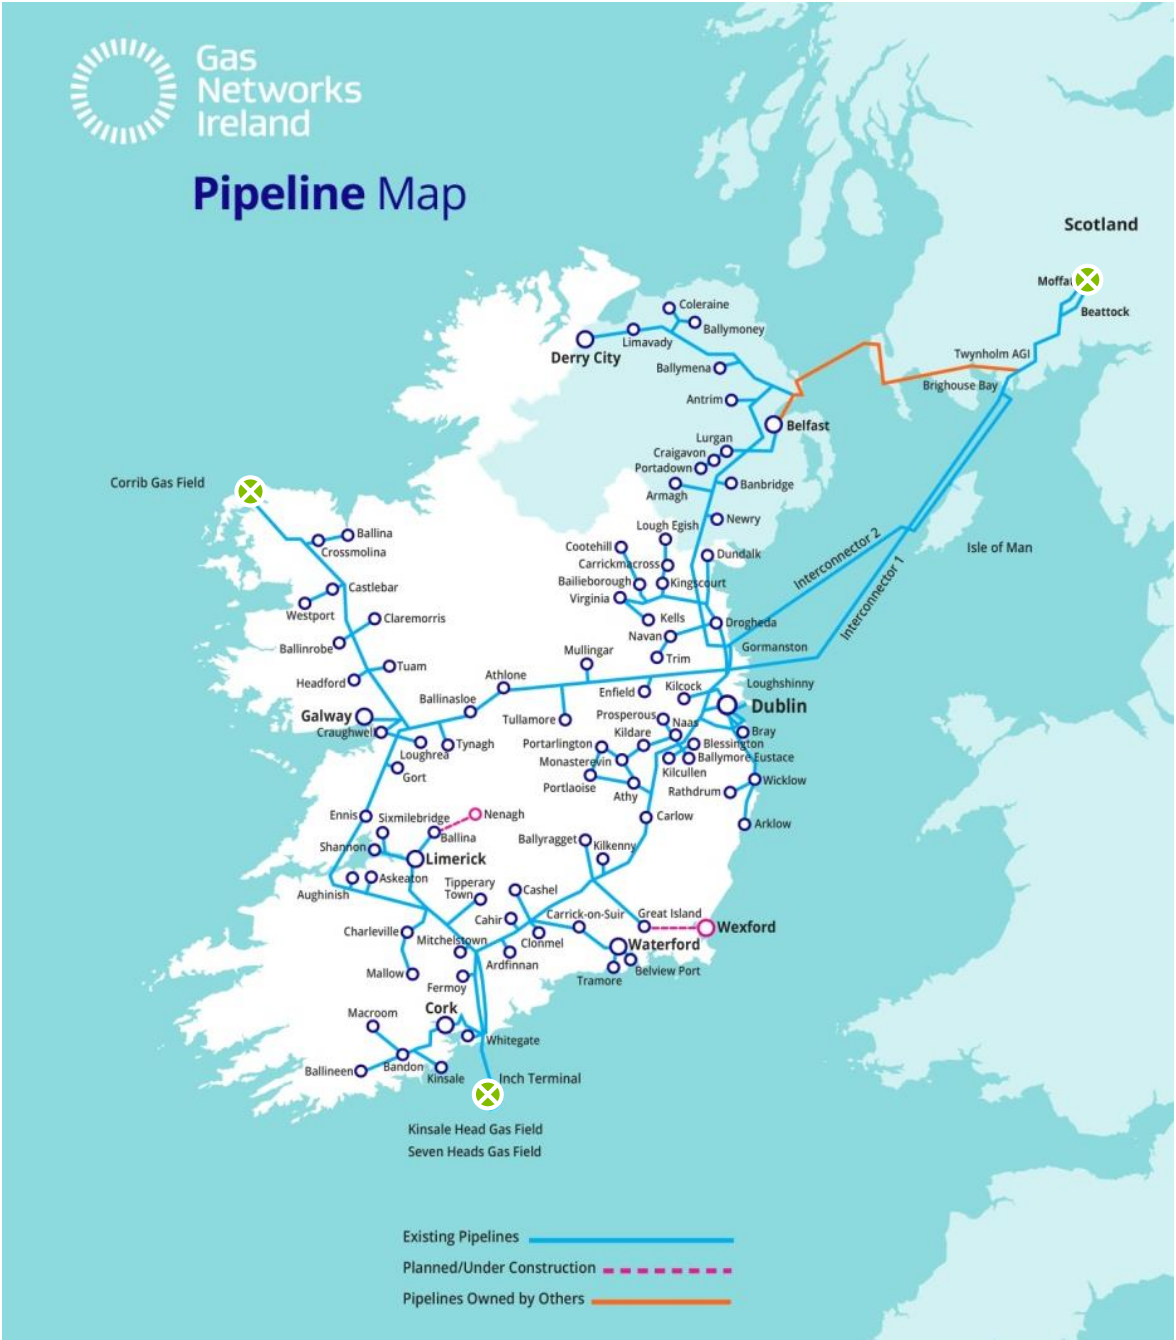 Gas
Networks
Ireland
Pipeline Map
Scotland
Moffat
Beattock
Coleraine
Ballymoney
Limavady
Derry City
Twynholm AGI
Ballymena
Brighouse Bay
Antrim
Belfast
Lurgan
Craigavon
Portadown
Corrib Gas Field
Banbridge
Armagh
Newry
Lough Egish
Ballina
Crossmolina
Cootehill
Dundalk
Interconnector 2
Isle of Man
Carrickmacross
Bailieborough
Kingscourt
Castlebar
Virginia
Interconnector 1
Westport
Claremorris
Kells
Drogheda
Navan
Ballinrobe
Gormanston
Mullingar
Trim
Tuam
Headford
Athlone
Enfield
Kilcock
Loughshinny
Ballinasloe
Dublin
Galway
Tullamore
Prosperous
Naas
Craughwell
Kildare
Bray
Tynagh
Portarlington
Blessington
Loughrea
Monasterevin
Ballymore Eustace
Gort
Kilcullen
Wicklow
Portlaoise
Rathdrum
Athy
Ennis
Sixmilebridge
Nenagh
Carlow
Arklow
Ballina
Ballyragget
Shannon
Kilkenny
Limerick
Askeaton
Tipperary
Town
Cashel
Aughinish
Cahir
Carrick-on-Suir
Great Island
Wexford
Charleville
Mitchelstown
Clonmel
Waterford
Ardfinnan
Mallow
Belview Port
Tramore
Fermoy
Cork
Macroom
Whitegate
Bandon
Ballineen
Kinsale
Inch Terminal
Kinsale Head Gas Field
Seven Heads Gas Field
Existing Pipelines
Planned/Under Construction
Pipelines Owned by Others